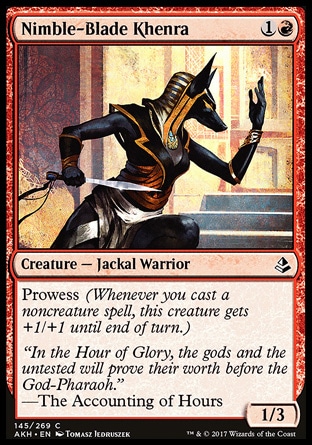 Nimble-Blade Khenra 1
Creature — Jackal Warrior
Prowess (Whenever you cast a
noncreature spell, this creature gets
+1/+1 until end of turn.)
“In the Hour of Glory, the gods and the
untested will prove their worth before the
God-Pharaoh.”
—The Accounting of Hours
1/3
145/269 C
AKH • EN Tomasz Jedruszek
™ & © 2017 Wizards of the Coast